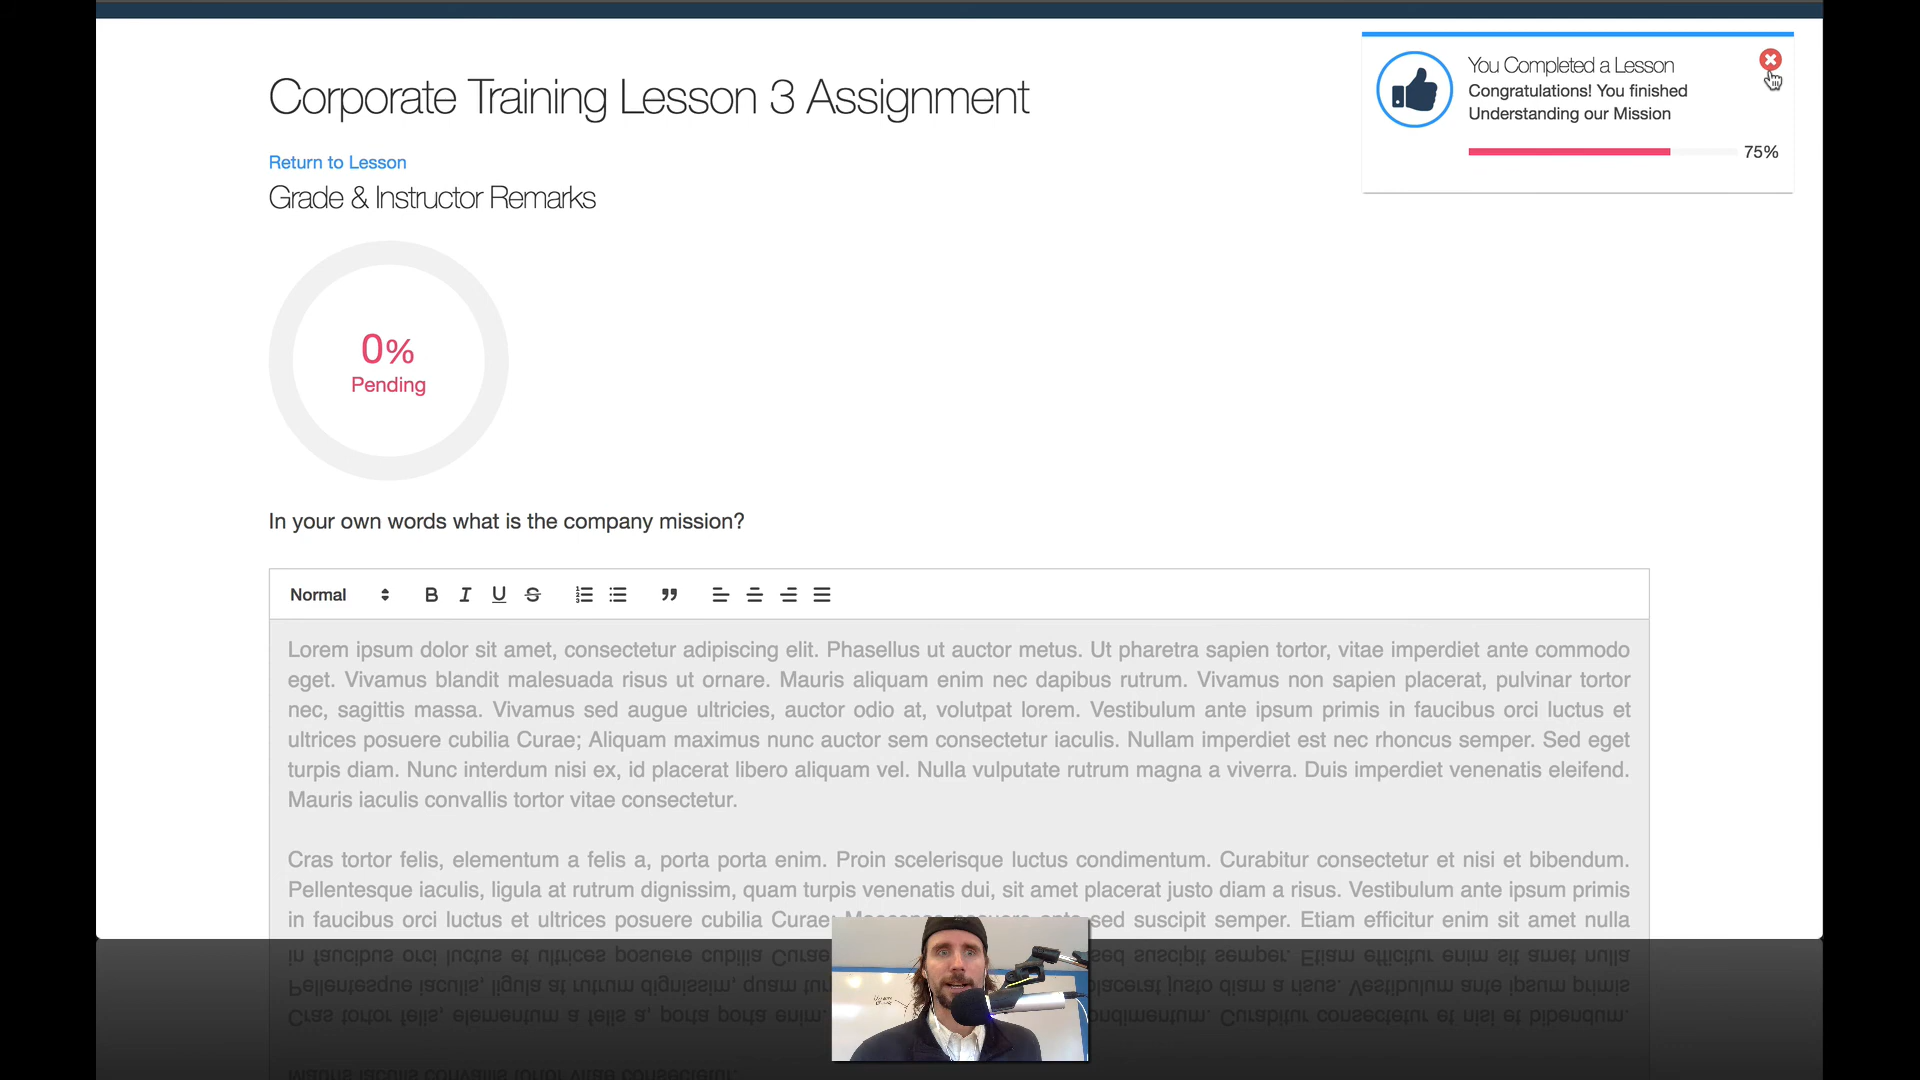 Corporate Training Lesson 3 Assignment
You Completed a Lesson
Congratulations! You finished
Understanding our Mission
75%
Return to Lesson
Grade & Instructor Remarks
0%
Pending
In your own words what is the company mission?
Normal
Lorem ipsum dolor sit amet, consectetur adipiscing elit. Phasellus ut auctor metus. Ut pharetra sapien tortor, vitae imperdiet ante commodo
eget. Vivamus blandit malesuada risus ut ornare. Mauris aliquam enim nec dapibus rutrum. Vivamus non sapien placerat, pulvinar tortor
nec, sagittis massa. Vivamus sed augue ultricies, auctor odio at, volutpat lorem. Vestibulum ante ipsum primis in faucibus orci luctus et
ultrices posuere cubilia Curae; Aliquam maximus nunc auctor sem consectetur iaculis. Nullam imperdiet est nec rhoncus semper. Sed eget
turpis diam. Nunc interdum nisi ex, id placerat libero aliquam vel. Nulla vulputate rutrum magna a viverra. Duis imperdiet venenatis eleifend.
Mauris iaculis convallis tortor vitae consectetur.
Cras tortor felis, elementum a felis a, porta porta enim. Proin scelerisque luctus condimentum. Curabitur consectetur et nisi et bibendum.
Pellentesque iaculis, ligula at rutrum dignissim, quam turpis venenatis dui, sit amet placerat justo diam a risus. Vestibulum ante ipsum primis
in faucibus orci luctus et ultrices posuere cubilia Curae; sed suscipit semper. Etiam efficitur enim sit amet nulla